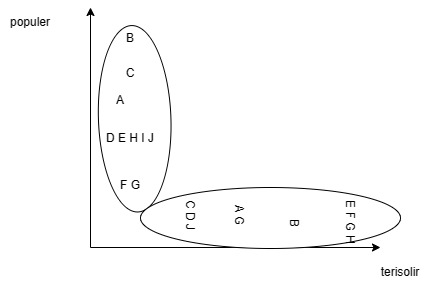 populer
B
C
A
D E H I J
F G
C D J
A G
B
E F G H
terisolir